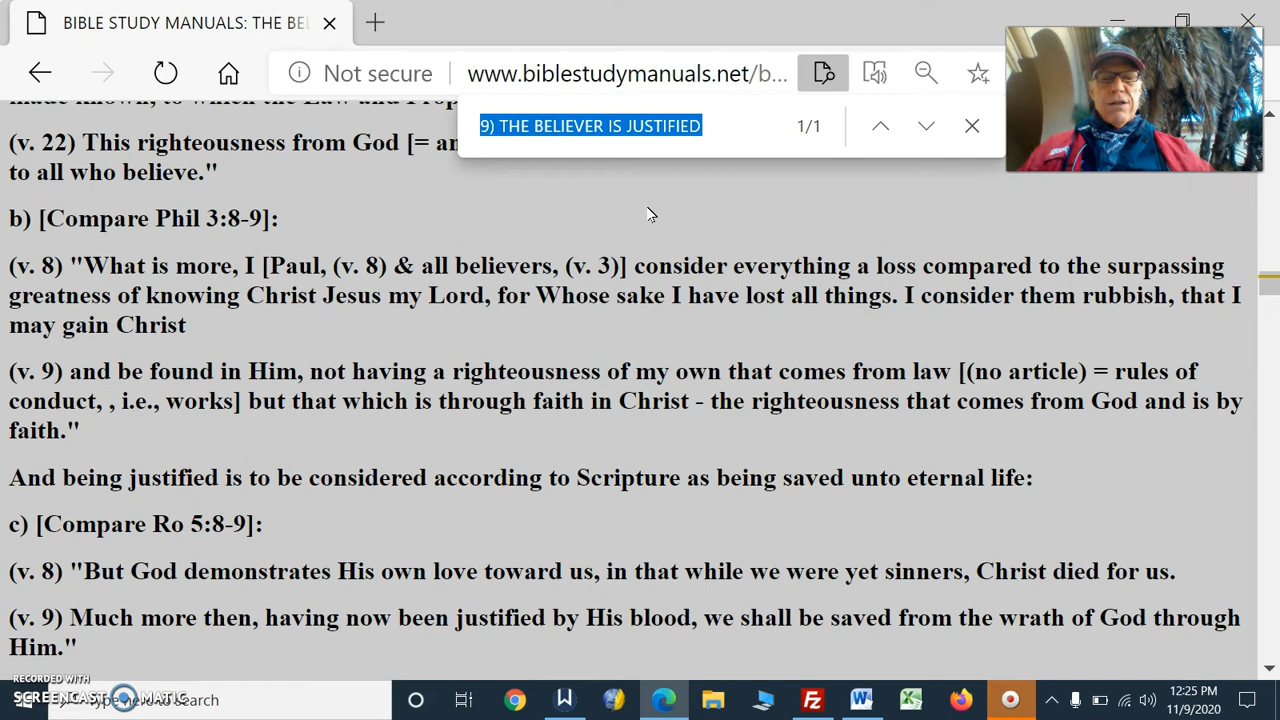 BIBLE STUDY MANUALS: THE BE
Not secure
www.biblestudymanuals.net/b...
9) THE BELIEVER IS JUSTIFIED
1/1
(v. 22) This righteousness from God [= an
to all who believe."
b) [Compare Phil 3:8-9]:
(v. 8) "What is more, I [Paul, (v. 8) & all believers, (v. 3)] consider everything a loss compared to the surpassing
greatness of knowing Christ Jesus my Lord, for Whose sake I have lost all things. I consider them rubbish, that I
may gain Christ
(v. 9) and be found in Him, not having a righteousness of my own that comes from law [(no article) = rules of
conduct, , i.e., works] but that which is through faith in Christ - the righteousness that comes from God and is by
faith."
And being justified is to be considered according to Scripture as being saved unto eternal life:
c) [Compare Ro 5:8-9]:
(v. 8) "But God demonstrates His own love toward us, in that while we were yet sinners, Christ died for us.
(v. 9) Much more then, having now been justified by His blood, we shall be saved from the wrath of God through
Him."
RECORDED WITH
SCREENCAST MATIC
Type here to search
12:25 PM
11/9/2020